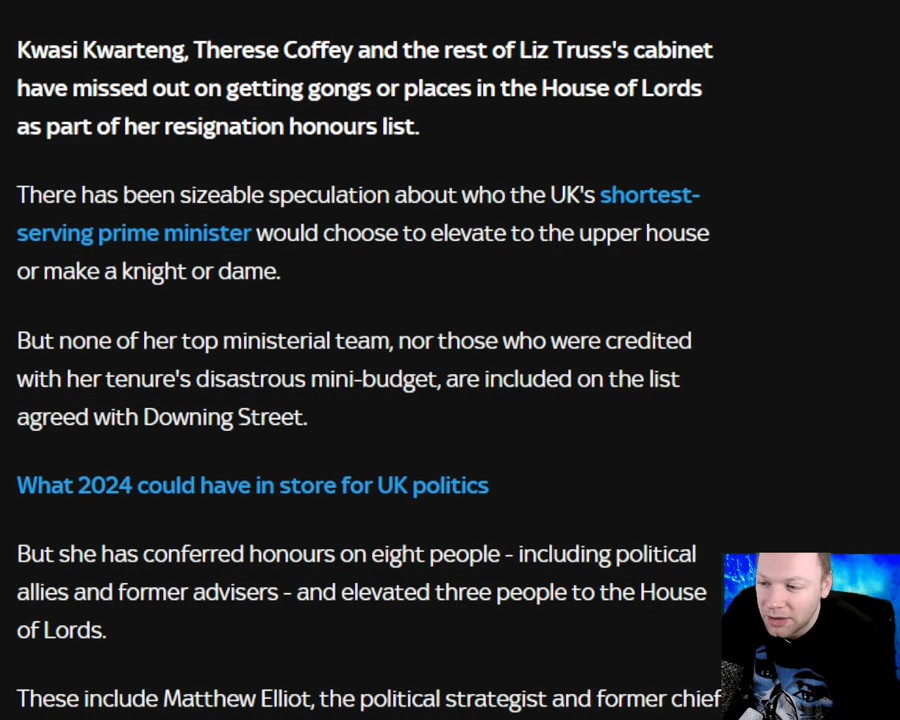 Kwasi Kwarteng, Therese Coffey and the rest of Liz Truss's cabinet
have missed out on getting gongs or places in the House of Lords
as part of her resignation honours list.
There has been sizeable speculation about who the UK's shortest-
serving prime minister would choose to elevate to the upper house
or make a knight or dame.
But none of her top ministerial team, nor those who were credited
with her tenure's disastrous mini-budget, are included on the list
agreed with Downing Street.
What 2024 could have in store for UK politics
But she has conferred honours on eight people - including political
allies and former advisers - and elevated three people to the House
of Lords.
These include Matthew Elliot, the political strategist and former chief